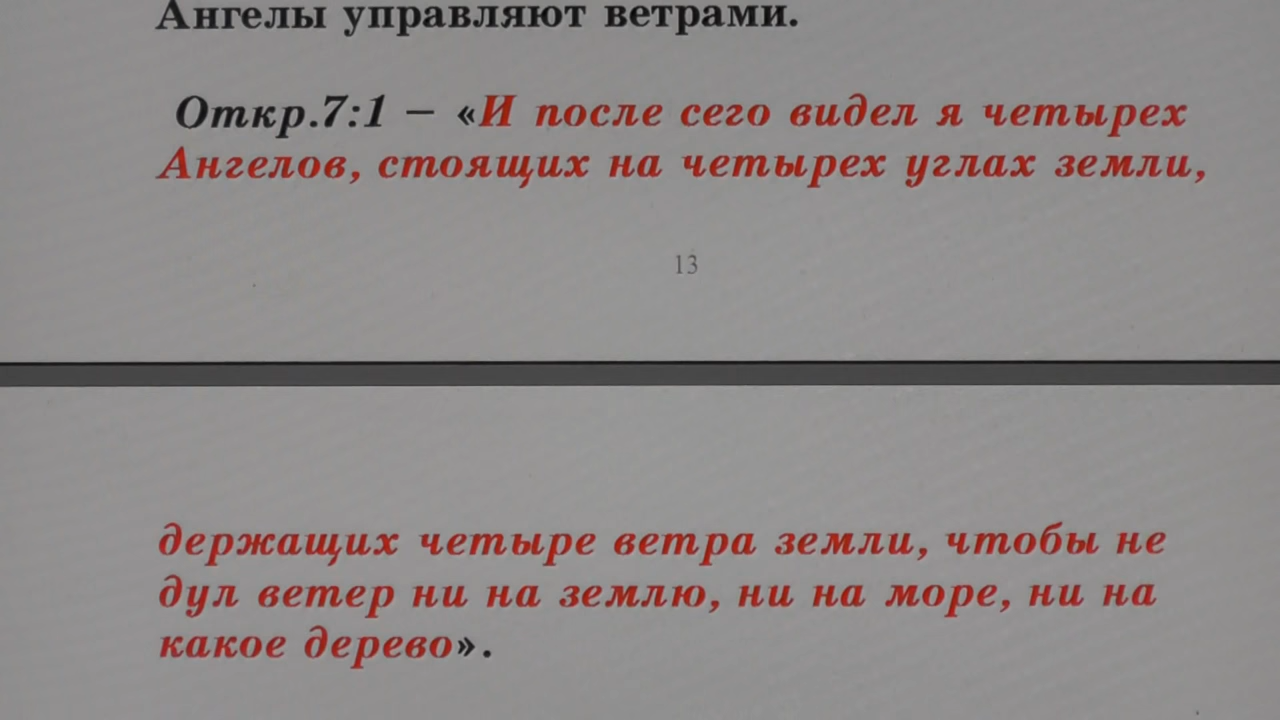 Ангелы управляют ветрами.
Откр.7:1 – «И после сего видел я четырех
Ангелов, стоящих на четырех углах земли,
13
держащих четыре ветра земли, чтобы не
дул ветер ни на землю, ни на море, ни на
какое дерево».